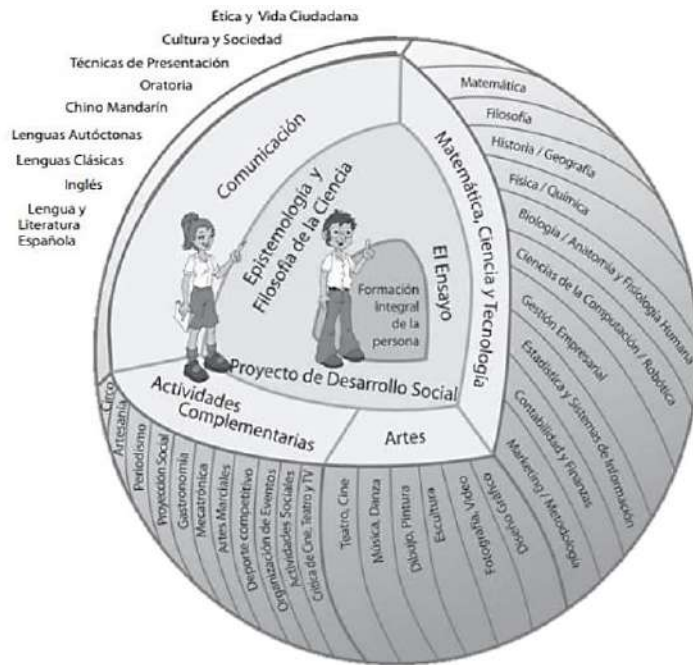 Ética y Vida Ciudadana
Cultura y Sociedad
Técnicas de Presentación
Oratoria
Chino Mandarín
Lenguas Autóctonas
Lenguas Clásicas
Inglés
Lengua y
Literatura
Española
Comunicación
Epistemología y
Filosofía de la Ciencia
Formación
integral
de la
persona
El Ensayo
Proyecto de Desarrollo Social
Matemática, Ciencia y Tecnología
Matemática
Filosofía
Historia / Geografía
Física / Química
Biología / Anatomía y Fisiología Humana
Ciencias de la Computación / Robótica
Gestión Empresarial
Estadística y Sistemas de Información
Contabilidad y Finanzas
Marketing / Metodología
Actividades
Complementarias
Circo
Artesanía
Periodismo
Proyección Social
Gastronomía
Mecatrónica
Artes Marciales
Deporte competitivo
Organización de Eventos
Actividades Sociales
Crítica de Cine, Teatro y TV
Artes
Teatro, Cine
Música, Danza
Dibujo, Pintura
Escultura
Fotografía, Video
Diseño Gráfico